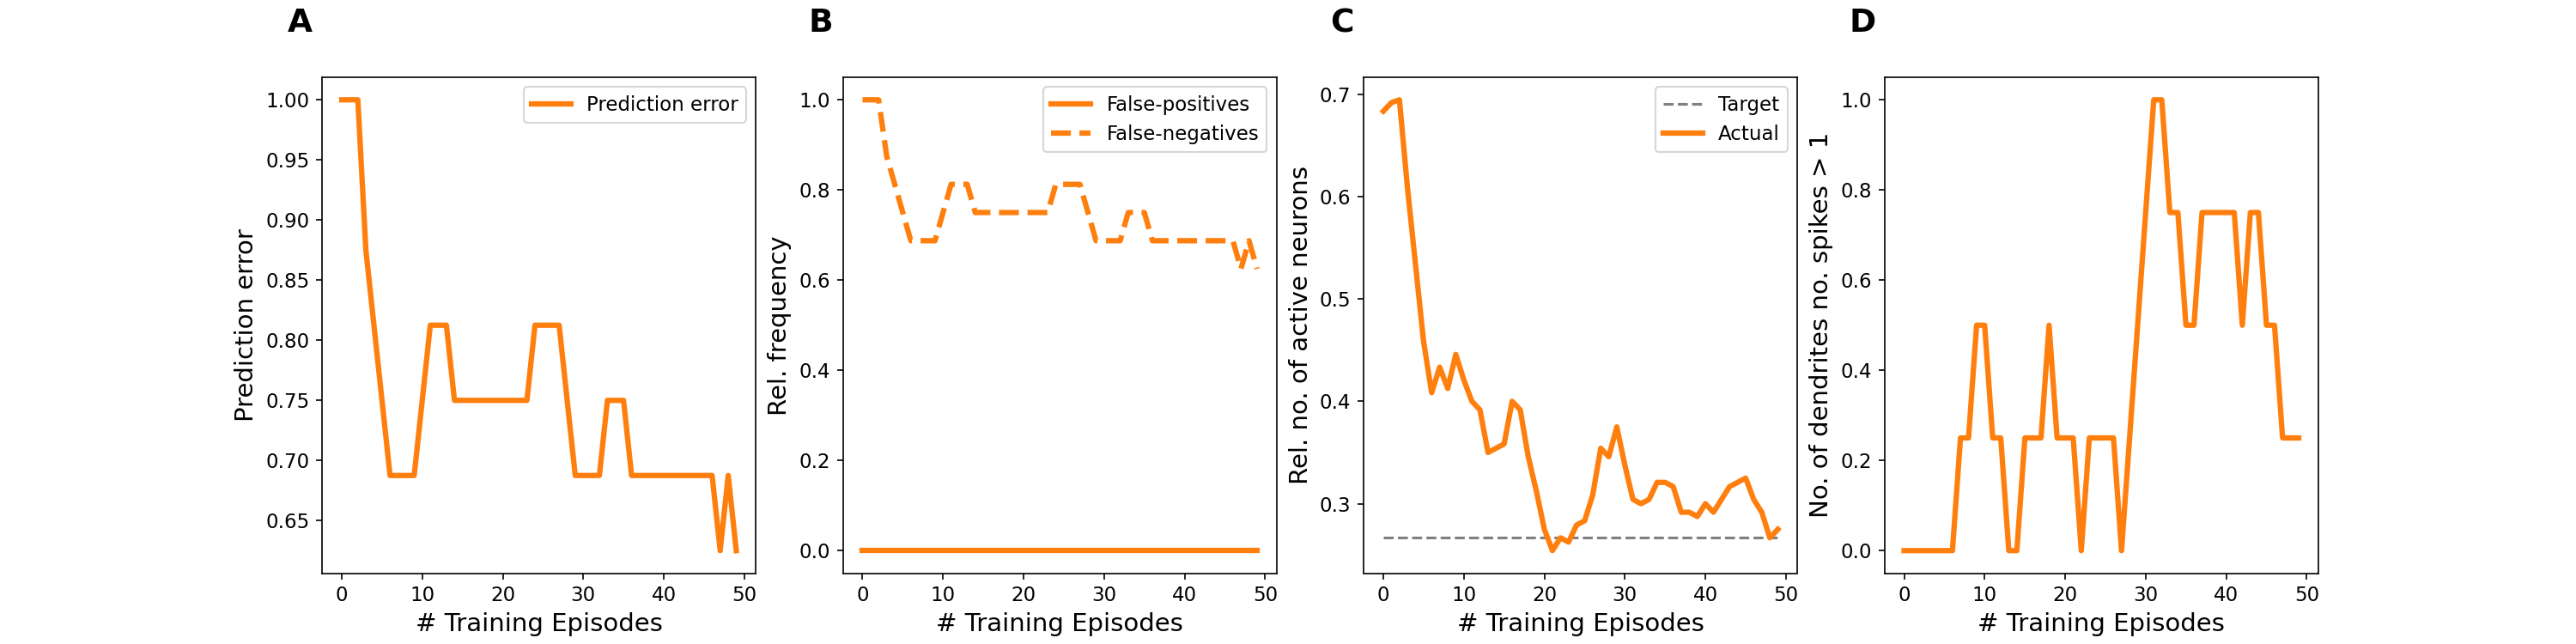 A
Prediction error
1.00
0.95
0.90
0.85
0.80
0.75
0.70
0.65
Prediction error
0 10 20 30 40 50
# Training Episodes
B
False-positives
False-negatives
1.0
0.8
0.6
0.4
0.2
0.0
Rel. frequency
0 10 20 30 40 50
# Training Episodes
C
Target
Actual
0.7
0.6
0.5
0.4
0.3
Rel. no. of active neurons
0 10 20 30 40 50
# Training Episodes
D
1.0
0.8
0.6
0.4
0.2
0.0
No. of dendrites no. spikes > 1
0 10 20 30 40 50
# Training Episodes